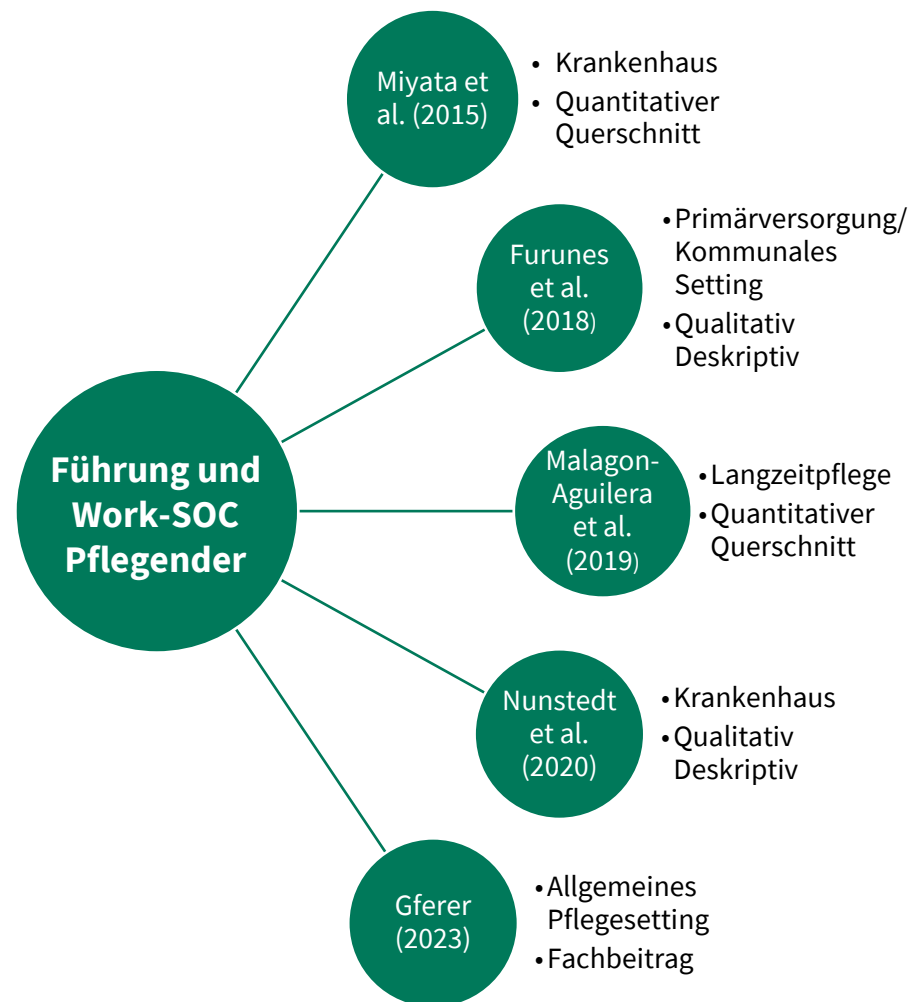 Miyata et
al. (2015)
• Krankenhaus
• Quantitativer
Querschnitt
Furunes
et al.
(2018)
• Primärversorgung/
Kommunales
Setting
• Qualitativ
Deskriptiv
Führung und
Work-SOC
Pflegender
Malagon-
Aguilera
et al.
(2019)
• Langzeitpflege
• Quantitativer
Querschnitt
Nunstedt
et al.
(2020)
• Krankenhaus
• Qualitativ
Deskriptiv
Gferer
(2023)
• Allgemeines
Pflegesetting
• Fachbeitrag